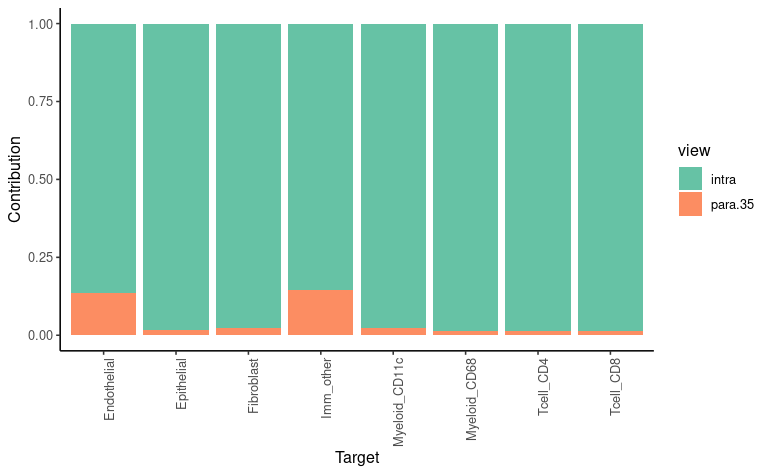 1.00
0.75
0.50
0.25
0.00
Contribution
Endothelial
Epithelial
Fibroblast
Imm_other
Myeloid_CD11c
Myeloid_CD68
Tcell_CD4
Tcell_CD8
Target
view
intra
para.35